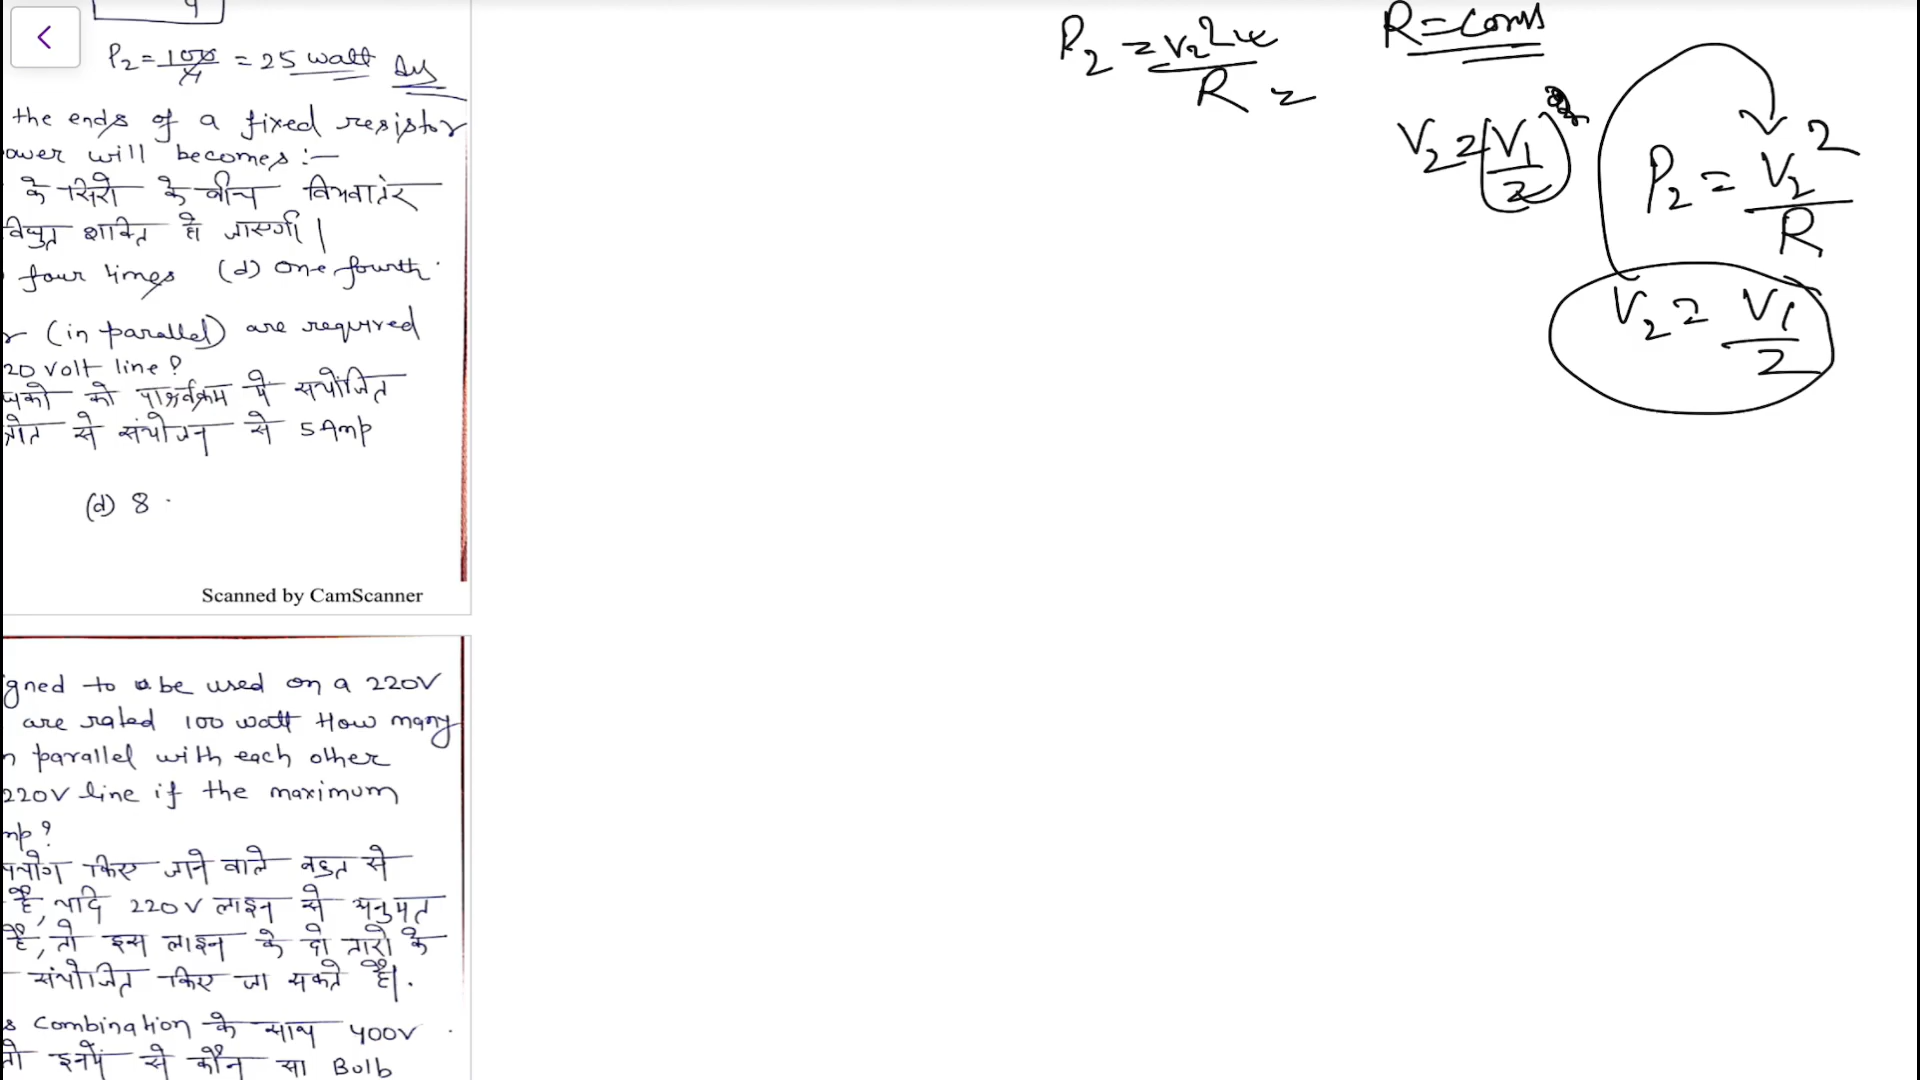 P₂ = 100/4 = 25 watt Ans
the ends of a fixed resistor
ower will becomes :—
के सिरो के बीच विभवांतर
विद्युत शक्ति हो जाएगी |
four times (d) One fourth
(in parallel) are required
20 volt line ?
को पार्श्वक्रम मे संयोजित
से संयोजन से 5 Amp
(d) 8
Scanned by CamScanner
gned to be used on a 220V
are rated 100 watt How many
n parallel with each other
220V line if the maximum
mp ?
किए जाने वाले बहुत से
है, यदि 220V लाइन से अनुमत
है, तो इस लाइन के दो तारो के
संयोजित किए जा सकते है|.
s Combination के साथ 400V
तो इनमें से कौन सा Bolb
P₂ = V₂²/R =
R = cons
V₂ = (V₁/2)
P₂ = V₂²/R
V₂ = V₁/2